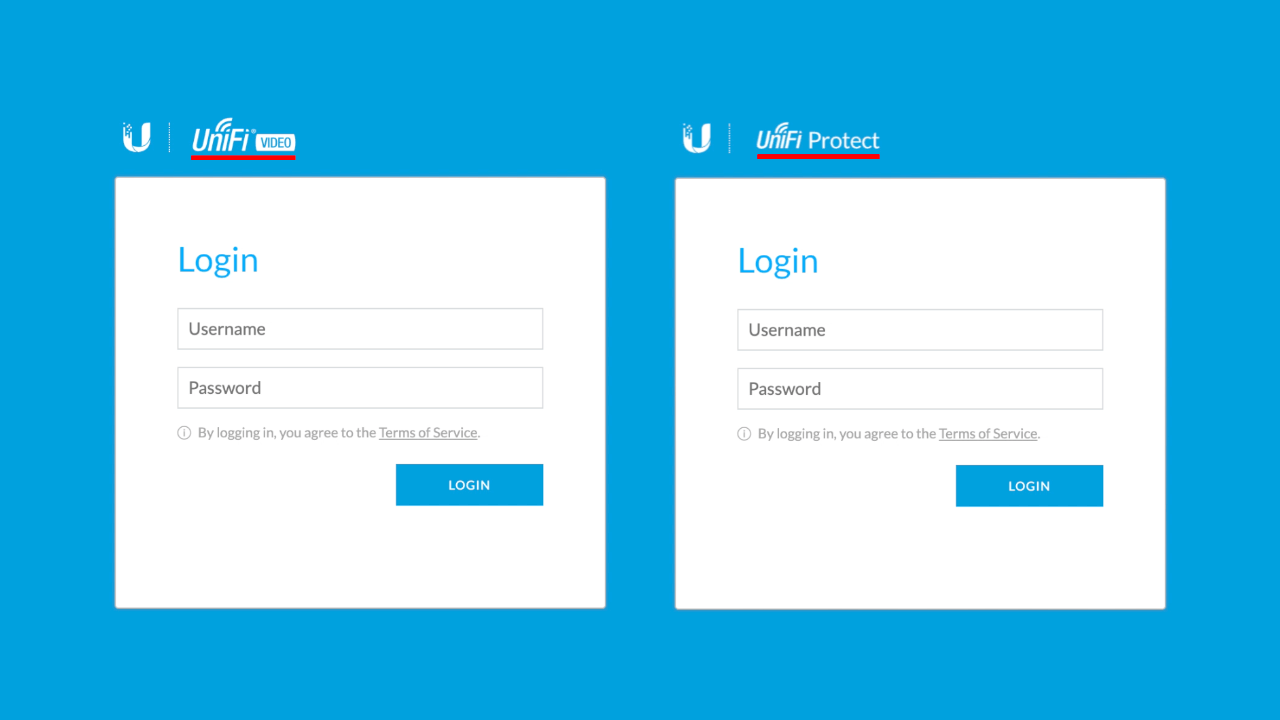 UniFi® VIDEO
Login
Username
Password
By logging in, you agree to the Terms of Service.
LOGIN
UniFi Protect
Login
Username
Password
By logging in, you agree to the Terms of Service.
LOGIN